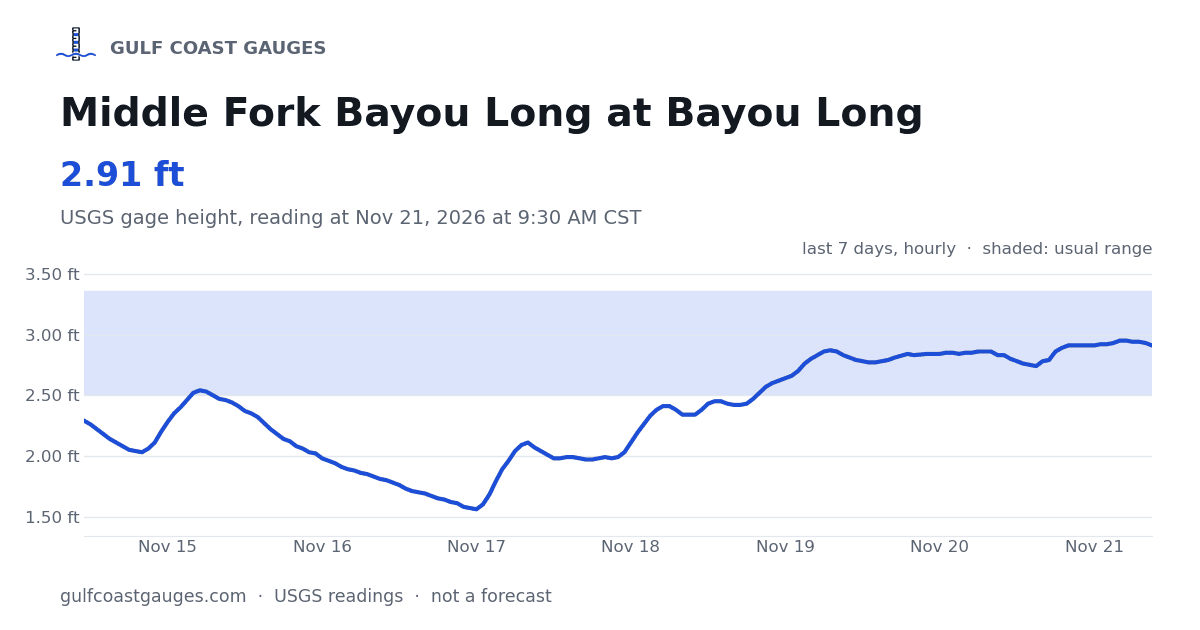 GULF COAST GAUGES
Middle Fork Bayou Long at Bayou Long
2.91 ft
USGS gage height, reading at Nov 21, 2026 at 9:30 AM CST
last 7 days, hourly · shaded: usual range
3.50 ft
3.00 ft
2.50 ft
2.00 ft
1.50 ft
Nov 15 Nov 16 Nov 17 Nov 18 Nov 19 Nov 20 Nov 21
gulfcoastgauges.com · USGS readings · not a forecast